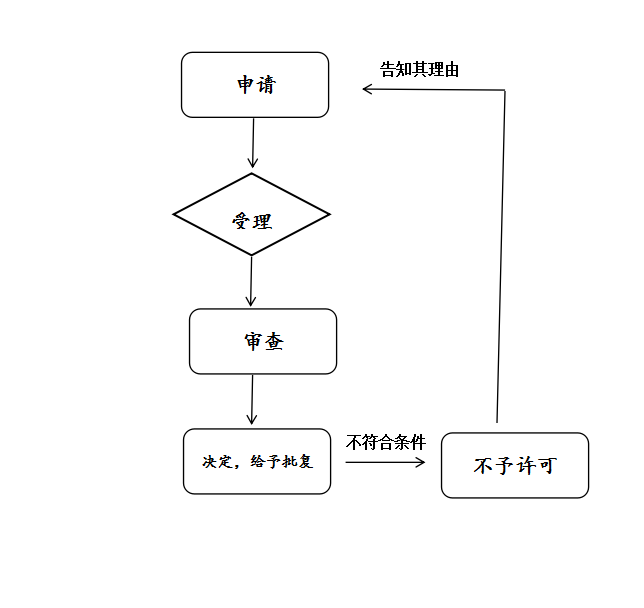 告知其理由
申请
受理
审查
不符合条件
决定，给予批复
不予许可